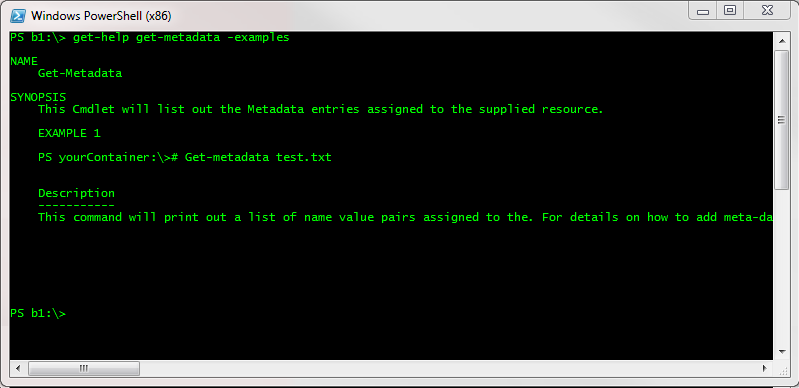 Windows PowerShell (x86)
PS b1:\> get-help get-metadata -examples
NAME
Get-Metadata
SYNOPSIS
This Cmdlet will list out the Metadata entries assigned to the supplied resource.
EXAMPLE 1
PS yourContainer:\># Get-metadata test.txt
Description
-----------
This command will print out a list of name value pairs assigned to the. For details on how to add meta-da
PS b1:\>